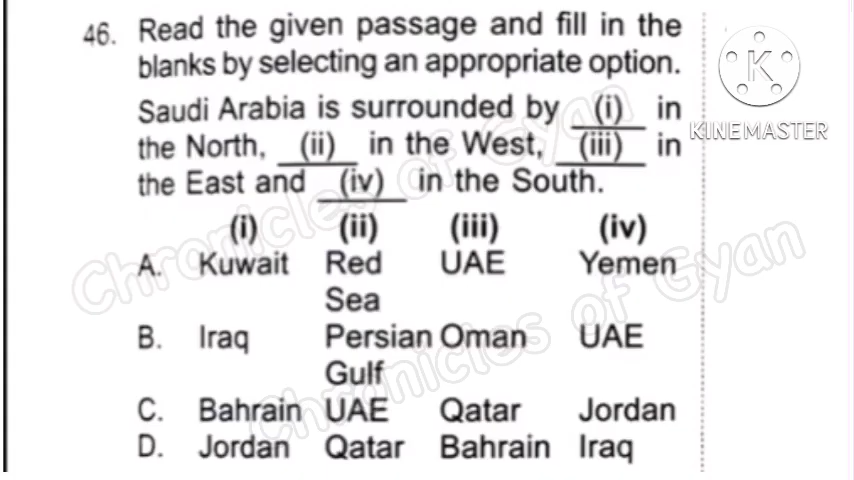 46. Read the given passage and fill in the
blanks by selecting an appropriate option.
Saudi Arabia is surrounded by (i) in
the North, (ii) in the West, (iii) in
the East and (iv) in the South.
(i) (ii) (iii) (iv)
A. Kuwait Red UAE Yemen
Sea
B. Iraq Persian Oman UAE
Gulf
C. Bahrain UAE Qatar Jordan
D. Jordan Qatar Bahrain Iraq
K
KINEMASTER
Chronicles of Gyan
Chronicles of Gyan